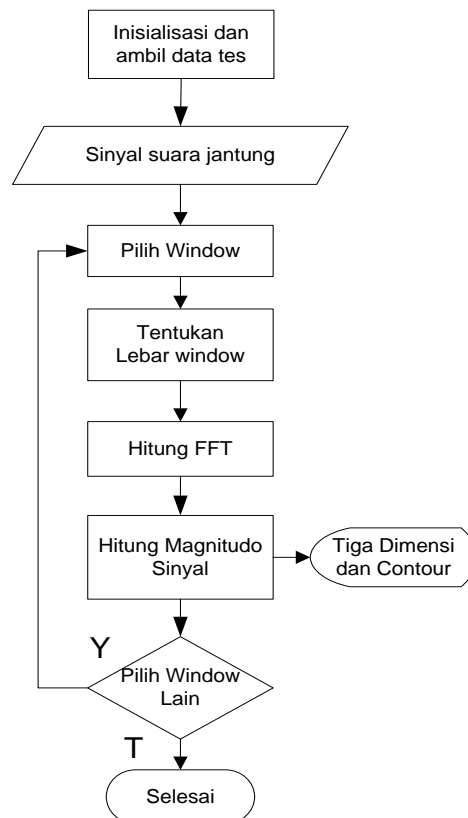 Inisialisasi dan
ambil data tes
Sinyal suara jantung
Pilih Window
Tentukan
Lebar window
Hitung FFT
Hitung Magnitudo
Sinyal
Tiga Dimensi
dan Contour
Y
Pilih Window
Lain
T
Selesai